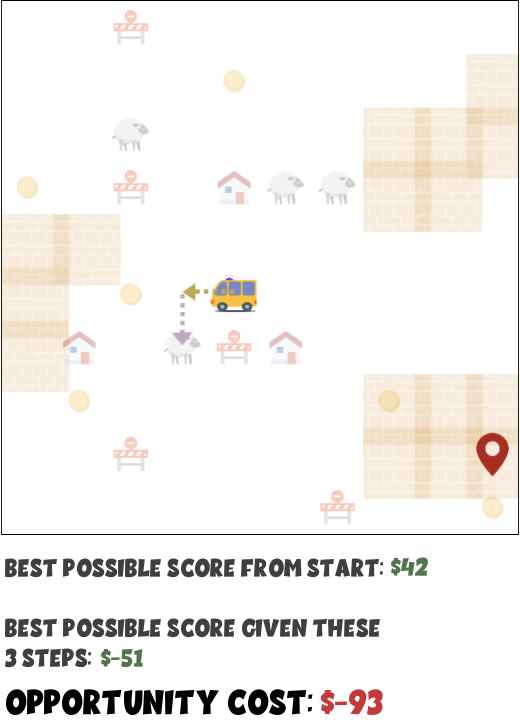 BEST POSSIBLE SCORE FROM START: $42
BEST POSSIBLE SCORE GIVEN THESE
3 STEPS: $-51
OPPORTUNITY COST: $-93